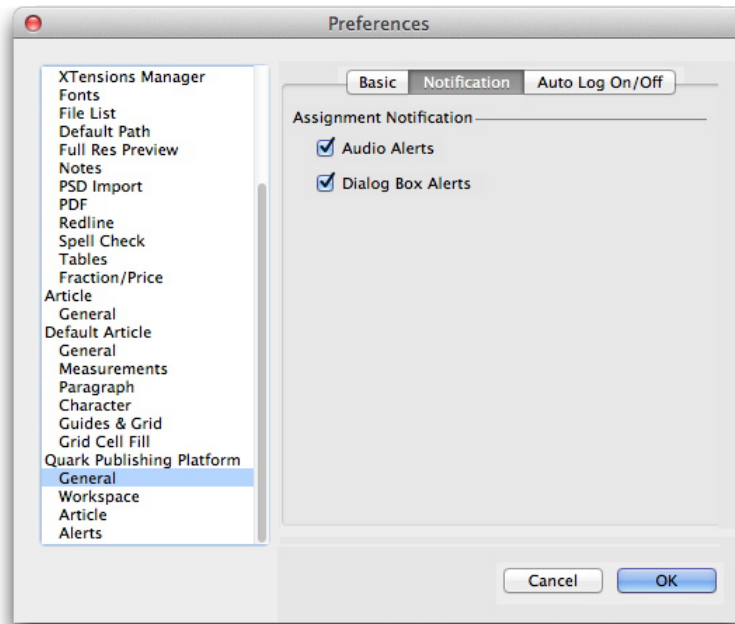 Preferences
XTensions Manager
Fonts
File List
Default Path
Full Res Preview
Notes
PSD Import
PDF
Redline
Spell Check
Tables
Fraction/Price
Article
General
Default Article
General
Measurements
Paragraph
Character
Guides & Grid
Grid Cell Fill
Quark Publishing Platform
General
Workspace
Article
Alerts
Basic Notification Auto Log On/Off
Assignment Notification
Audio Alerts
Dialog Box Alerts
Cancel OK